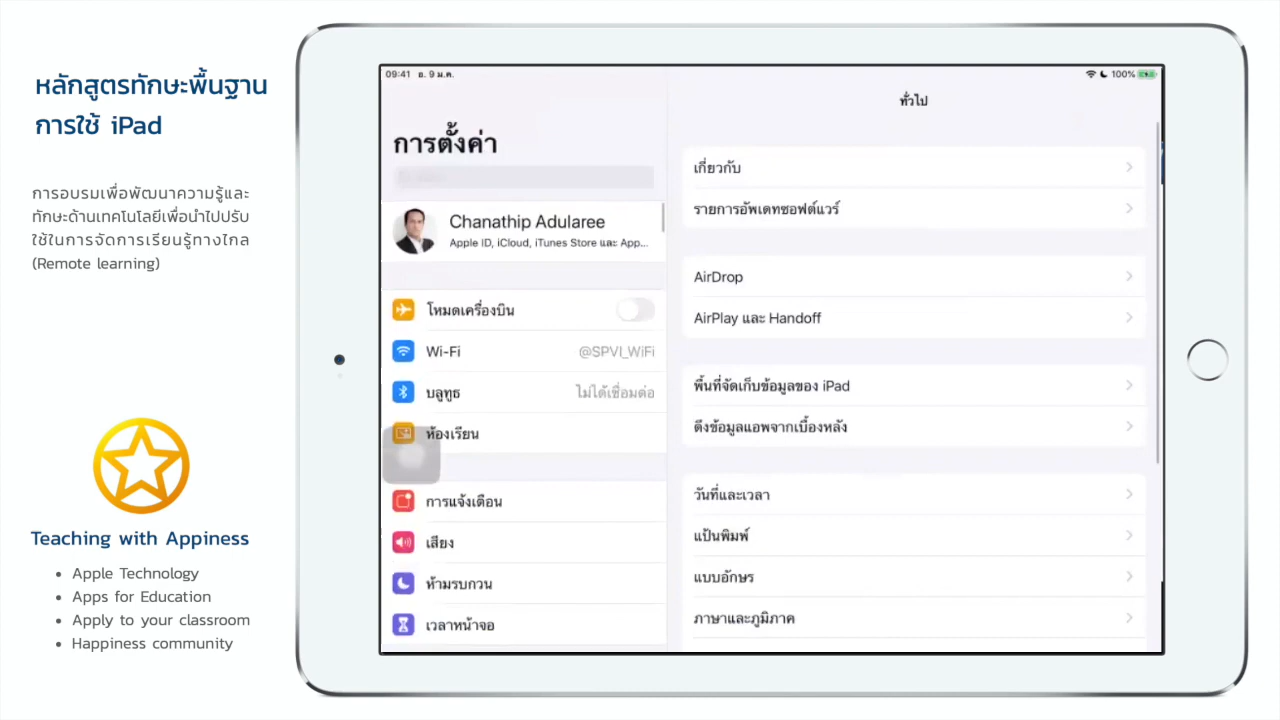 หลักสูตรทักษะพื้นฐาน
การใช้ iPad
การอบรมเพื่อพัฒนาความรู้และ
ทักษะด้านเทคโนโลยีเพื่อนำไปปรับ
ใช้ในการจัดการเรียนรู้ทางไกล
(Remote learning)
Teaching with Appiness
• Apple Technology
• Apps for Education
• Apply to your classroom
• Happiness community
09:41 อ. 9 ม.ค.
100%
การตั้งค่า
Chanathip Adularee
Apple ID, iCloud, iTunes Store และ App...
โหมดเครื่องบิน
Wi-Fi @SPVI_WiFi
บลูทูธ ไม่ได้เชื่อมต่อ
ห้องเรียน
การแจ้งเตือน
เสียง
ห้ามรบกวน
เวลาหน้าจอ
ทั่วไป
เกี่ยวกับ
รายการอัพเดทซอฟต์แวร์
AirDrop
AirPlay และ Handoff
พื้นที่จัดเก็บข้อมูลของ iPad
ดึงข้อมูลแอพจากเบื้องหลัง
วันที่และเวลา
แป้นพิมพ์
แบบอักษร
ภาษาและภูมิภาค